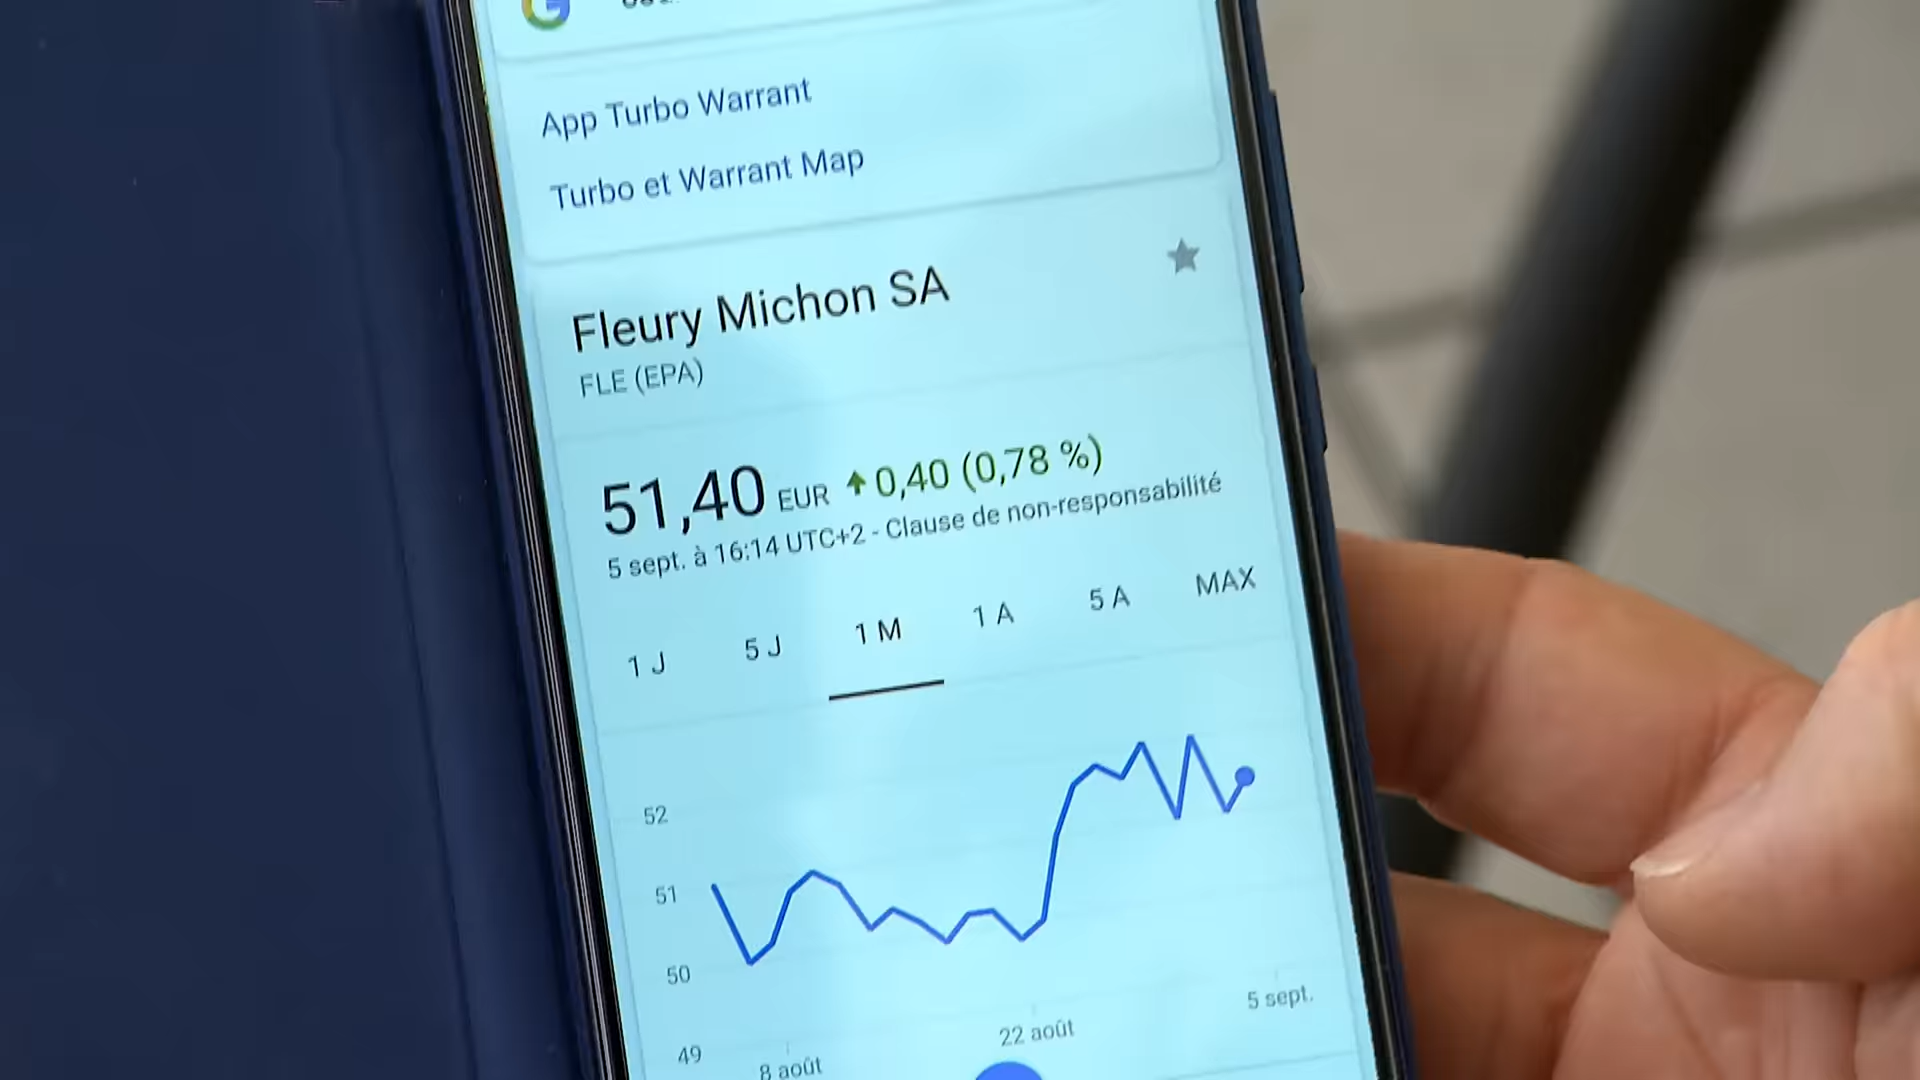 App Turbo Warrant
Turbo et Warrant Map
Fleury Michon SA
FLE (EPA)
51,40 EUR 0,40 (0,78 %)
5 sept. à 16:14 UTC+2 - Clause de non-responsabilité
1 J 5 J 1 M 1 A 5 A MAX
52
51
50
49
8 août 22 août 5 sept.